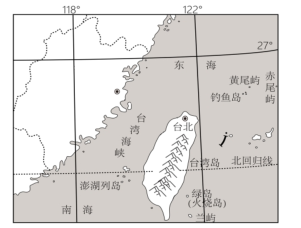 118° 122°
27°
东 海
黄尾屿 赤尾屿
钓鱼岛
台湾海峡
台北
台湾岛 北回归线
澎湖列岛
绿岛
(火烧岛)
南 海 兰屿